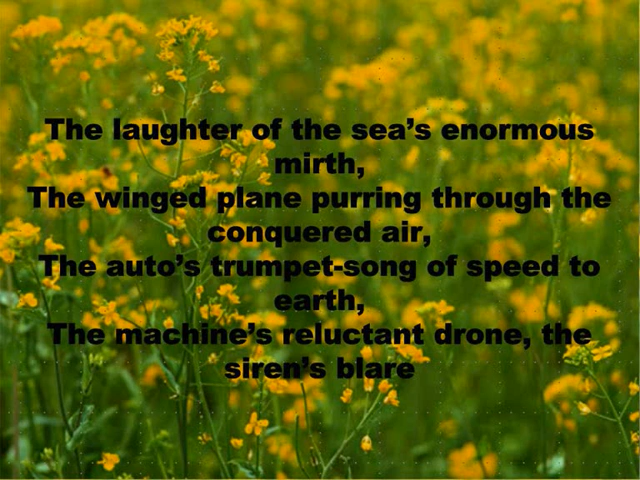 The laughter of the sea’s enormous
mirth,
The winged plane purring through the
conquered air,
The auto’s trumpet-song of speed to
earth,
The machine’s reluctant drone, the
siren’s blare